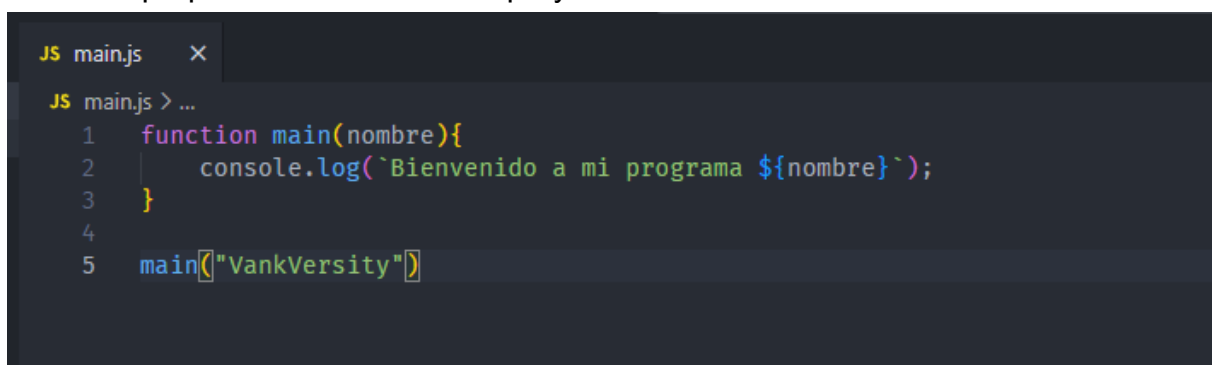 JS main.js ×
JS main.js > ...
1 function main(nombre){
2     console.log(`Bienvenido a mi programa ${nombre}`);
3 }
4
5 main("VankVersity")